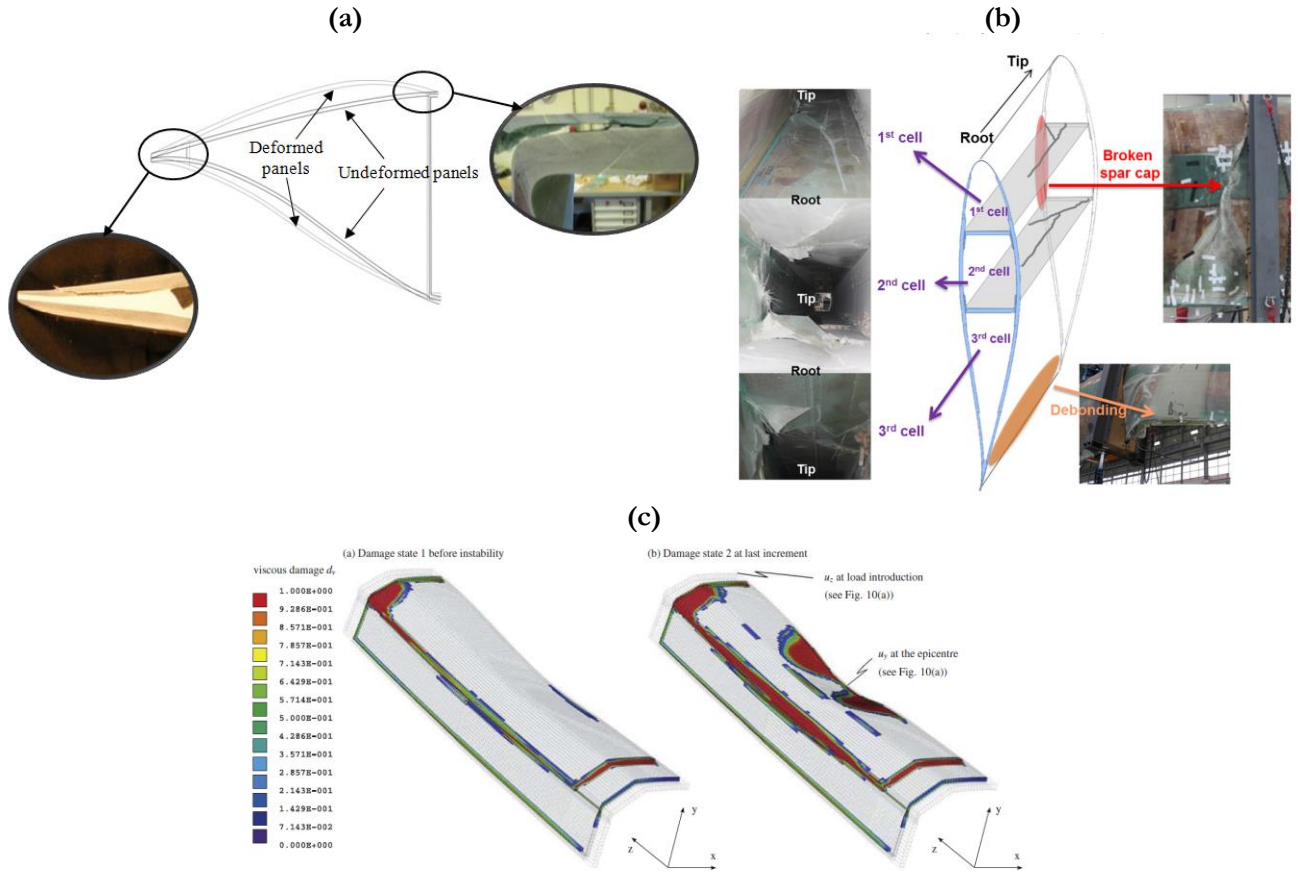 (a)
(b)
Deformed
panels
Undeformed panels
Tip
Root
Tip
Root
Tip
Root
Tip
1st cell
2nd cell
3rd cell
1st cell
2nd cell
3rd cell
Broken
spar cap
Debonding
(c)
(a) Damage state 1 before instability
(b) Damage state 2 at last increment
viscous damage dv
1.000E+000
9.286E-001
8.571E-001
7.857E-001
7.143E-001
6.429E-001
5.714E-001
5.000E-001
4.286E-001
3.571E-001
2.857E-001
2.143E-001
1.429E-001
7.143E-002
0.000E+000
uz at load introduction
(see Fig. 10(a))
uy at the epicentre
(see Fig. 10(a))
y
z
x
y
z
x